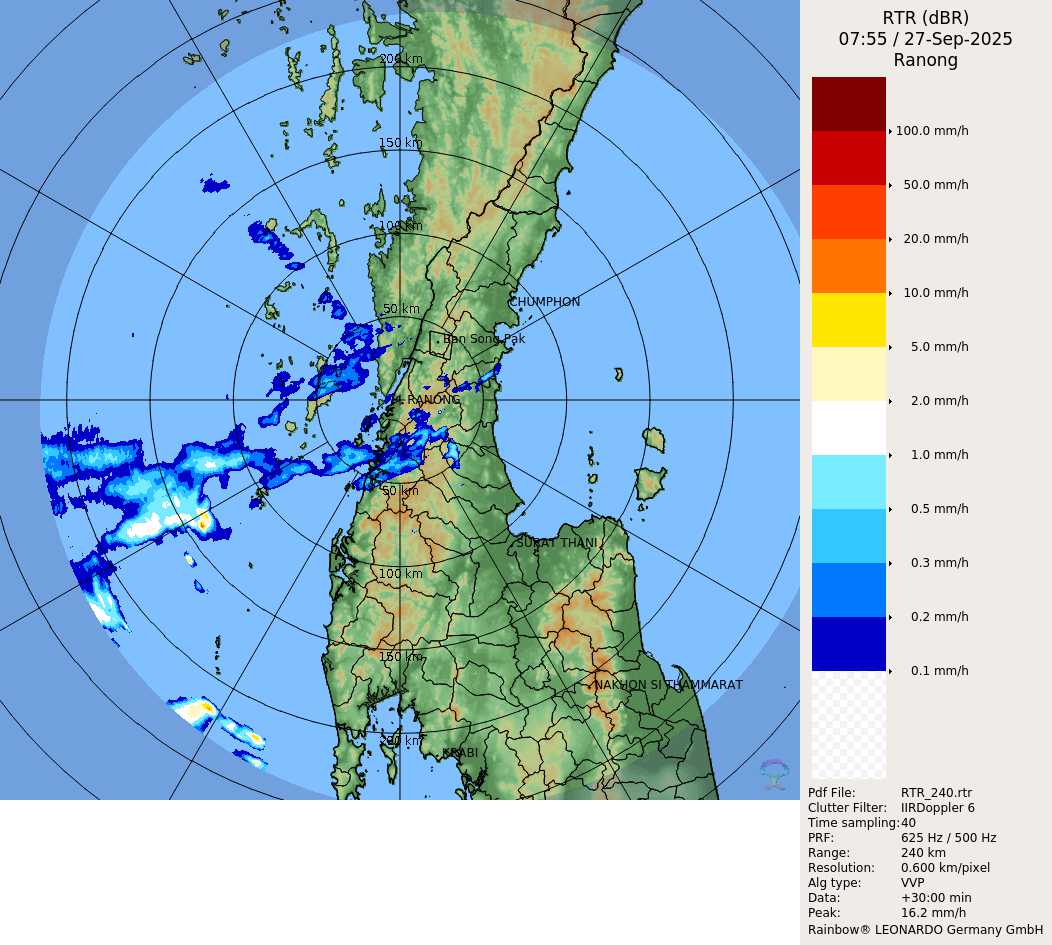 RTR (dBR)
07:55 / 27-Sep-2025
Ranong
100.0 mm/h
50.0 mm/h
20.0 mm/h
10.0 mm/h
5.0 mm/h
2.0 mm/h
1.0 mm/h
0.5 mm/h
0.3 mm/h
0.2 mm/h
0.1 mm/h
200 km
150 km
100 km
50 km
CHUMPHON
Ban Song Pak
RANONG
50 km
SURAT THANI
100 km
150 km
NAKHON SI THAMMARAT
200 km
KRABI
Pdf File: RTR_240.rtr
Clutter Filter: IIRDoppler 6
Time sampling:40
PRF: 625 Hz / 500 Hz
Range: 240 km
Resolution: 0.600 km/pixel
Alg type: VVP
Data: +30:00 min
Peak: 16.2 mm/h
Rainbow® LEONARDO Germany GmbH